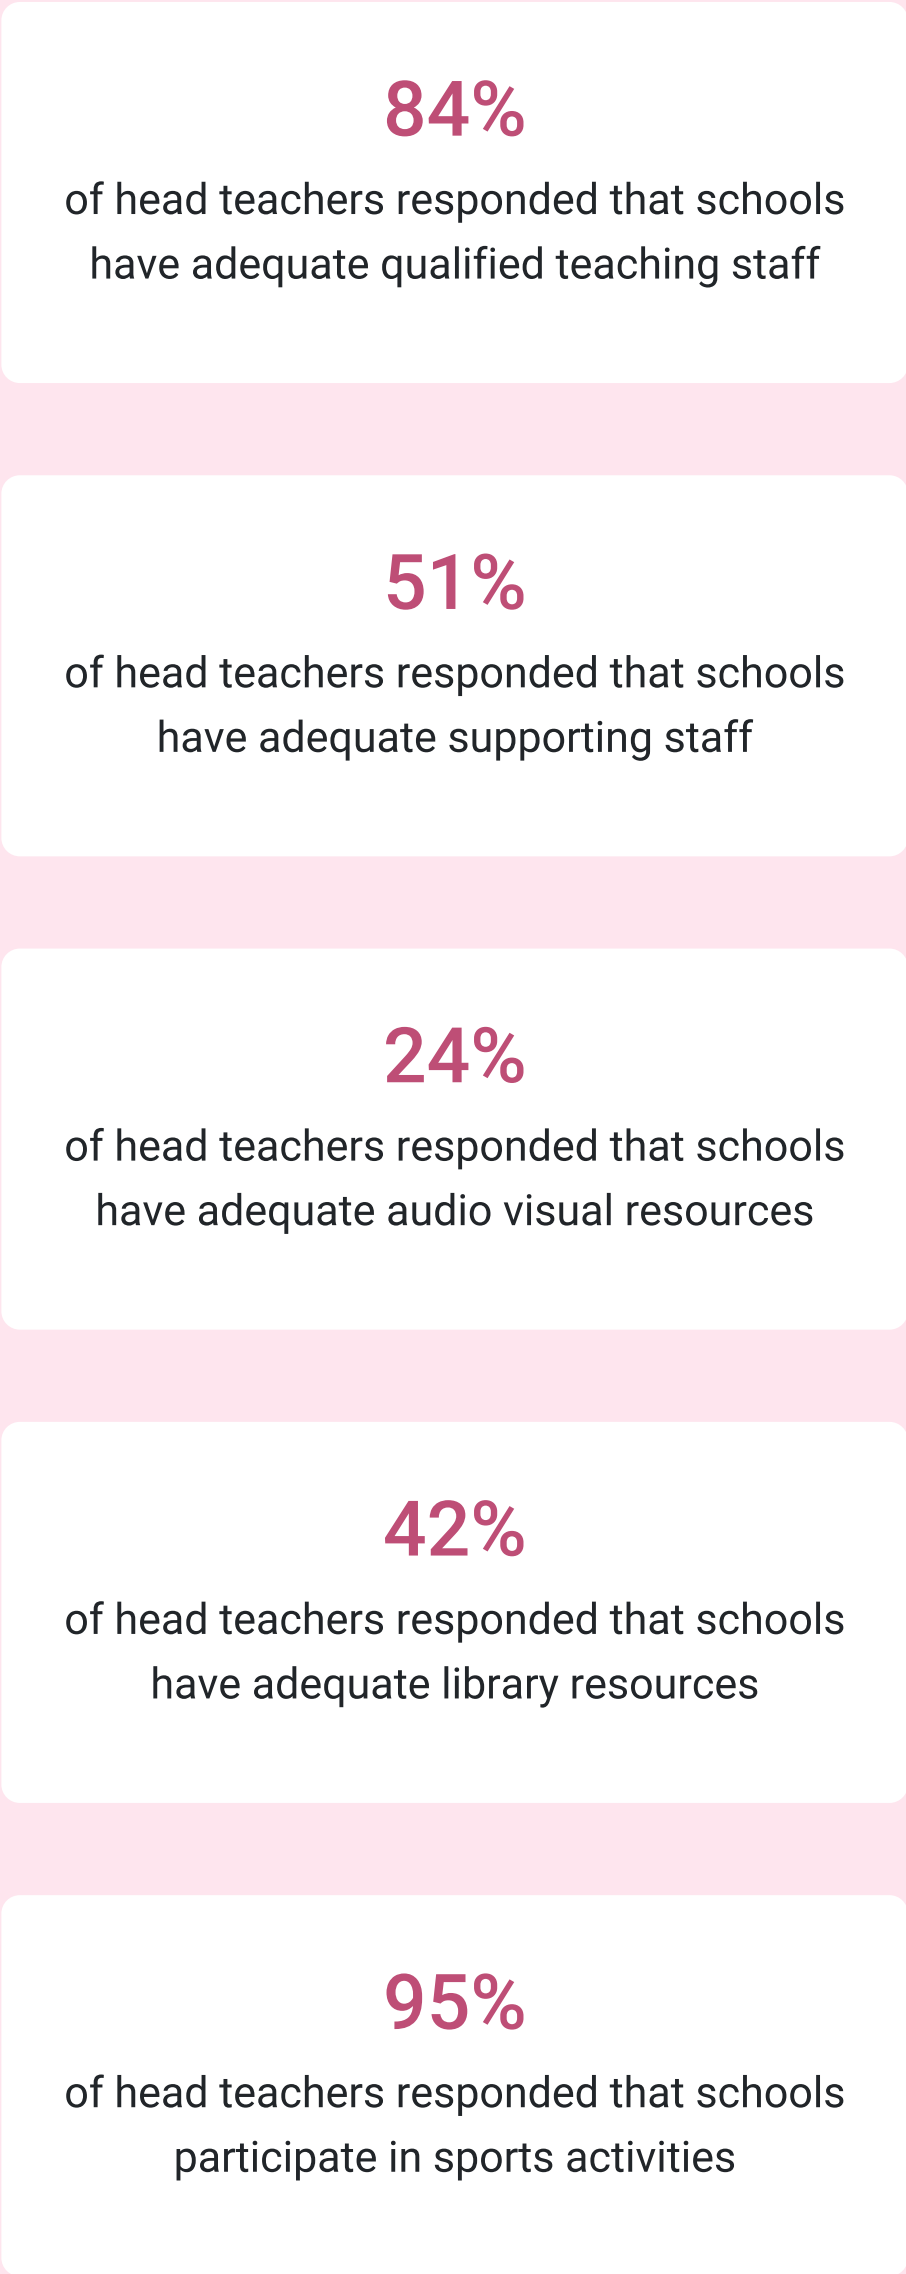 84%
of head teachers responded that schools
have adequate qualified teaching staff
51%
of head teachers responded that schools
have adequate supporting staff
24%
of head teachers responded that schools
have adequate audio visual resources
42%
of head teachers responded that schools
have adequate library resources
95%
of head teachers responded that schools
participate in sports activities